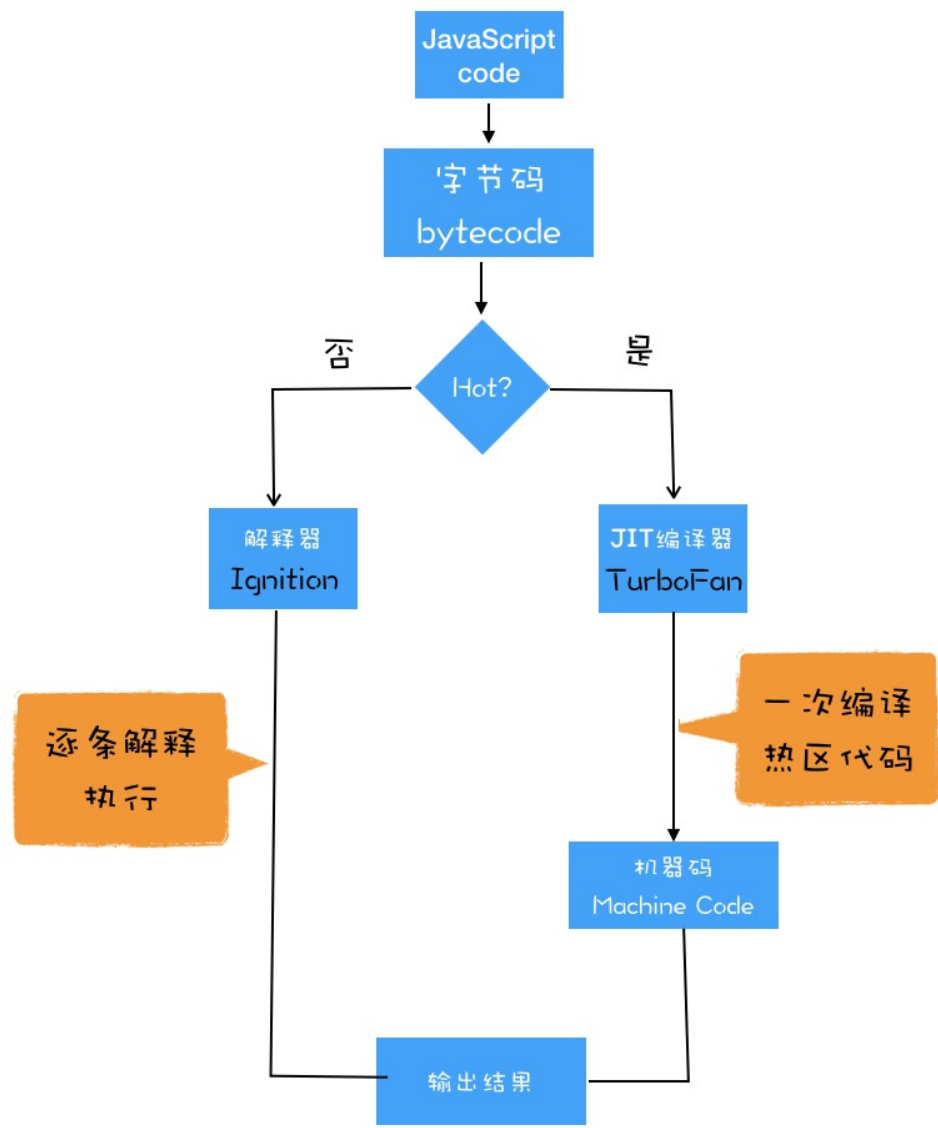 JavaScript
code
字节码
bytecode
否
是
Hot?
解释器
Ignition
JIT编译器
TurboFan
逐条解释
执行
一次编译
热区代码
机器码
Machine Code
输出结果